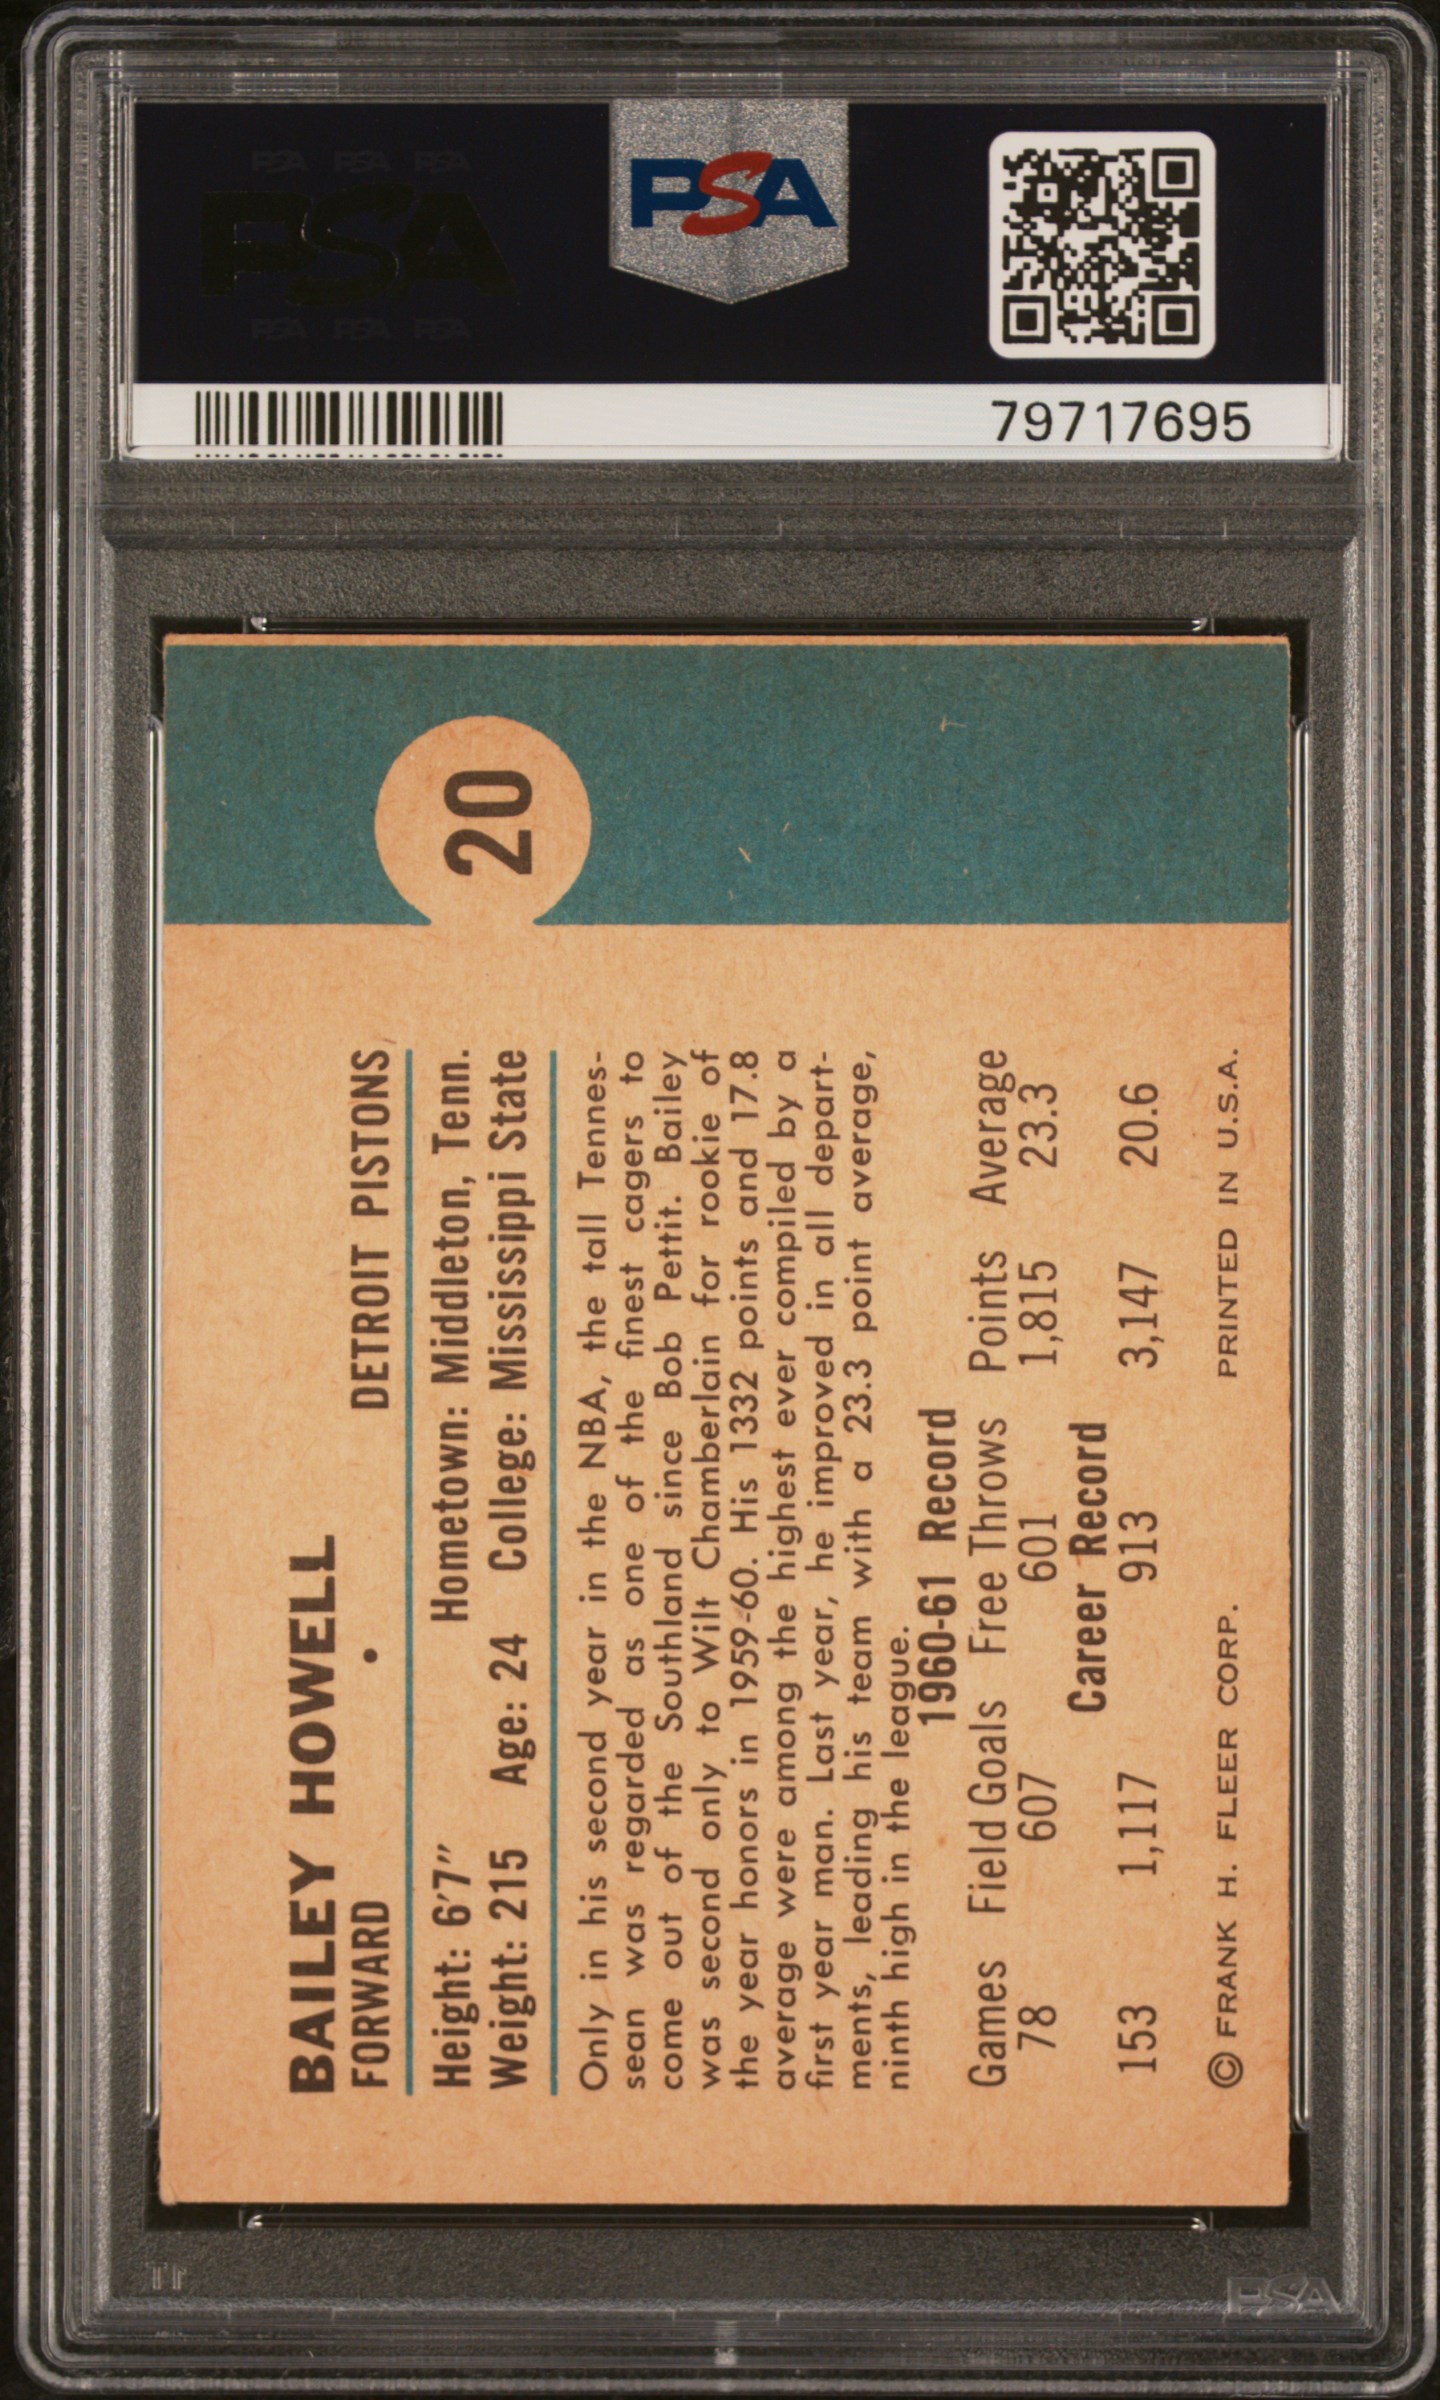 PSA PSA PSA
PSA
PSA PSA PSA
PSA
79717695
20
BAILEY HOWELL
FORWARD • DETROIT PISTONS
Height: 6'7" Hometown: Middleton, Tenn.
Weight: 215 Age: 24 College: Mississippi State
Only in his second year in the NBA, the tall Tennes-
sean was regarded as one of the finest cagers to
come out of the Southland since Bob Pettit. Bailey
was second only to Wilt Chamberlain for rookie of
the year honors in 1959-60. His 1332 points and 17.8
average were among the highest ever compiled by a
first year man. Last year, he improved in all depart-
ments, leading his team with a 23.3 point average,
ninth high in the league.
1960-61 Record
Games Field Goals Free Throws Points Average
78 607 601 1,815 23.3
Career Record
153 1,117 913 3,147 20.6
© FRANK H. FLEER CORP. PRINTED IN U.S.A.
PSA